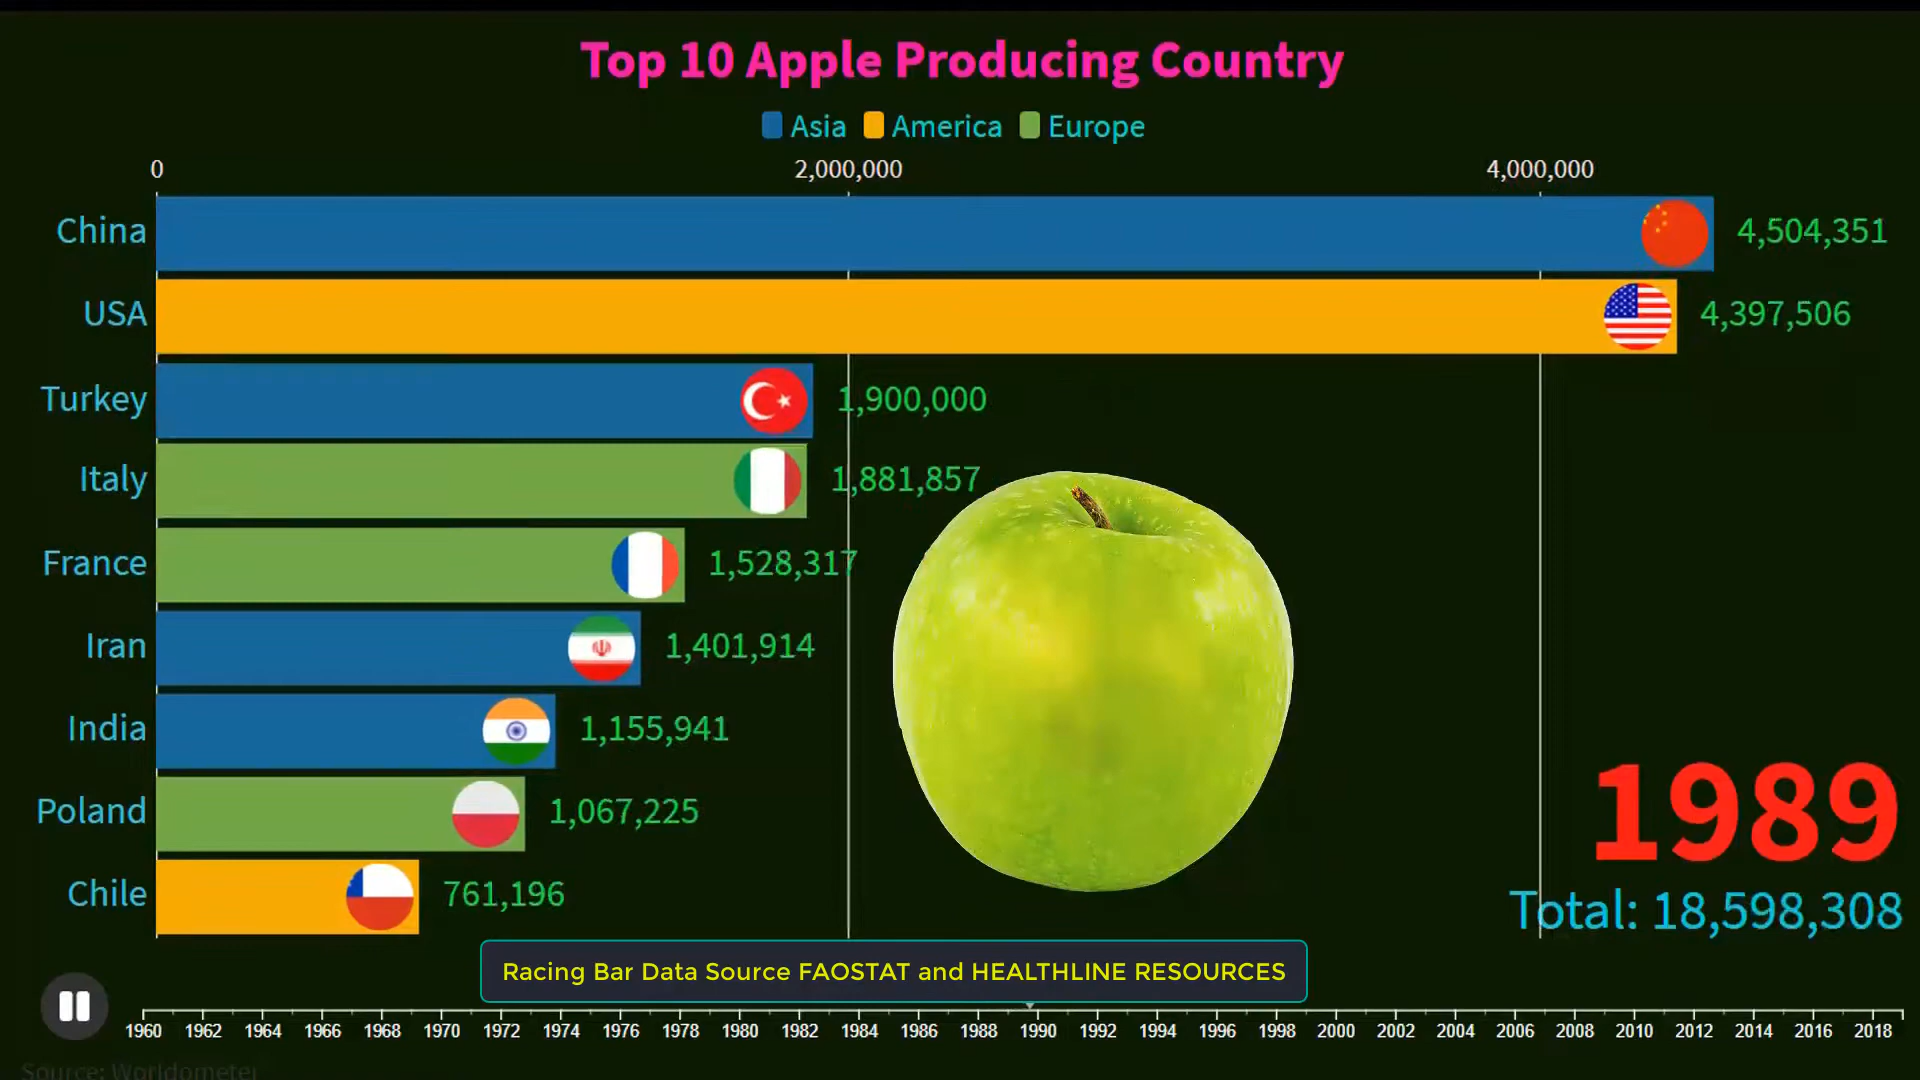 Top 10 Apple Producing Country
Asia America Europe
0 2,000,000 4,000,000
China 4,504,351
USA 4,397,506
Turkey 1,900,000
Italy 1,881,857
France 1,528,317
Iran 1,401,914
India 1,155,941
Poland 1,067,225
Chile 761,196
1989
Total: 18,598,308
Racing Bar Data Source FAOSTAT and HEALTHLINE RESOURCES
1960 1962 1964 1966 1968 1970 1972 1974 1976 1978 1980 1982 1984 1986 1988 1990 1992 1994 1996 1998 2000 2002 2004 2006 2008 2010 2012 2014 2016 2018
Source: Worldometer